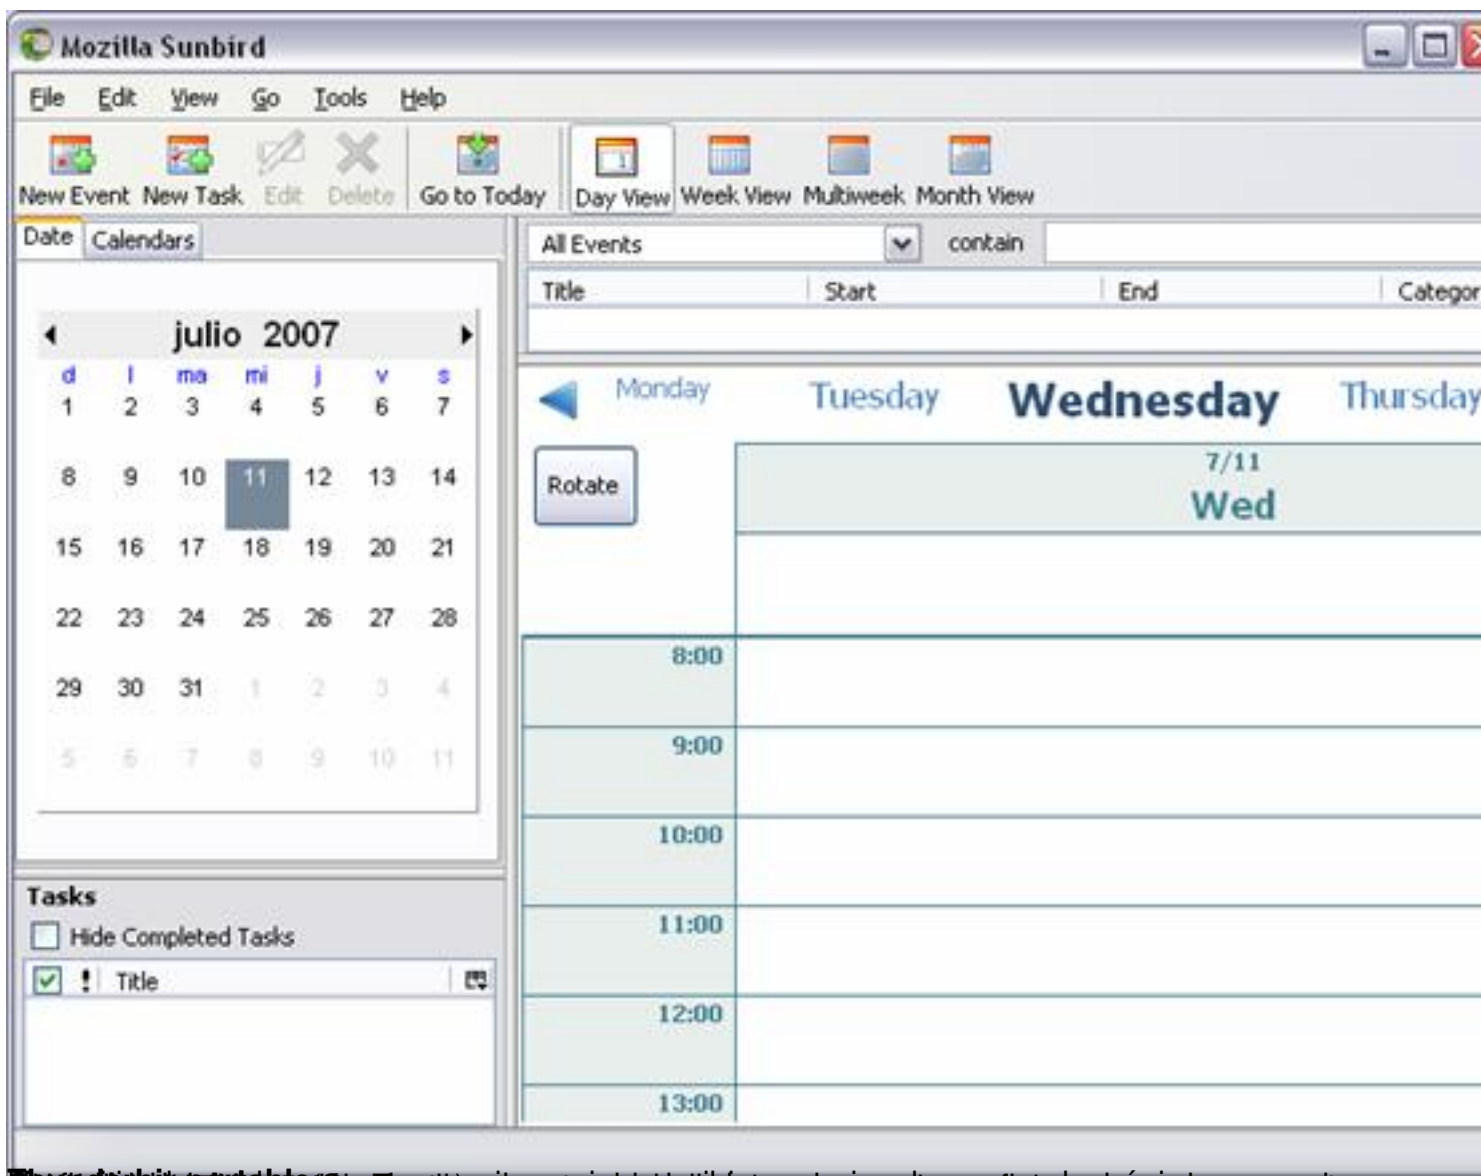 Mozilla Sunbird
File Edit View Go Tools Help
New Event New Task Edit Delete Go to Today Day View Week View Multiweek Month View
Date Calendars
All Events contain
Title Start End Categor
julio 2007
d l ma mi j v s
1 2 3 4 5 6 7
8 9 10 11 12 13 14
15 16 17 18 19 20 21
22 23 24 25 26 27 28
29 30 31 1 2 3 4
5 6 7 8 9 10 11
Monday Tuesday Wednesday Thursday
Rotate
7/11
Wed
8:00
9:00
10:00
11:00
12:00
13:00
Tasks
Hide Completed Tasks
! Title